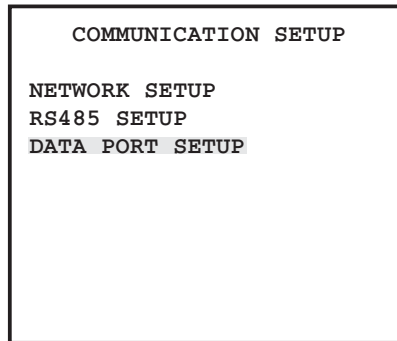 COMMUNICATION SETUP
NETWORK SETUP
RS485 SETUP
DATA PORT SETUP